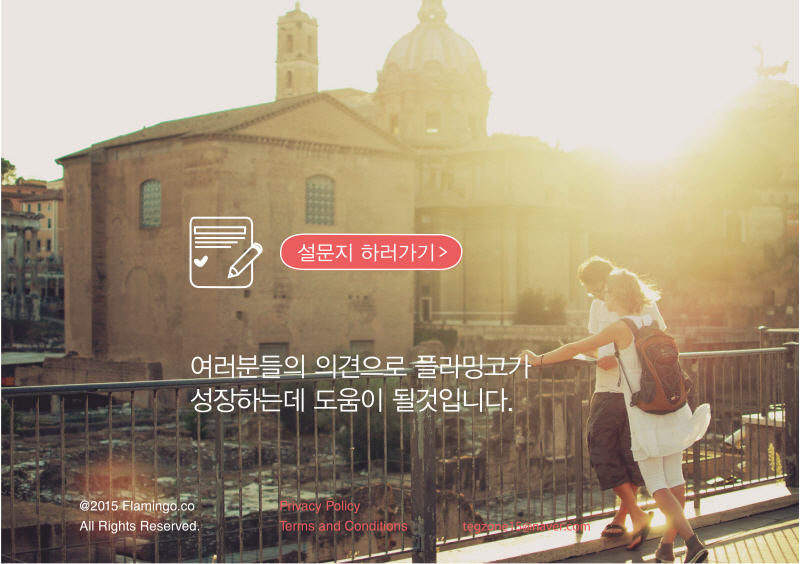 설문지 하러가기 >
여러분들의 의견으로 플라밍코가
성장하는데 도움이 될것입니다.
@2015 Flamingo.co
All Rights Reserved.
Privacy Policy
Terms and Conditions